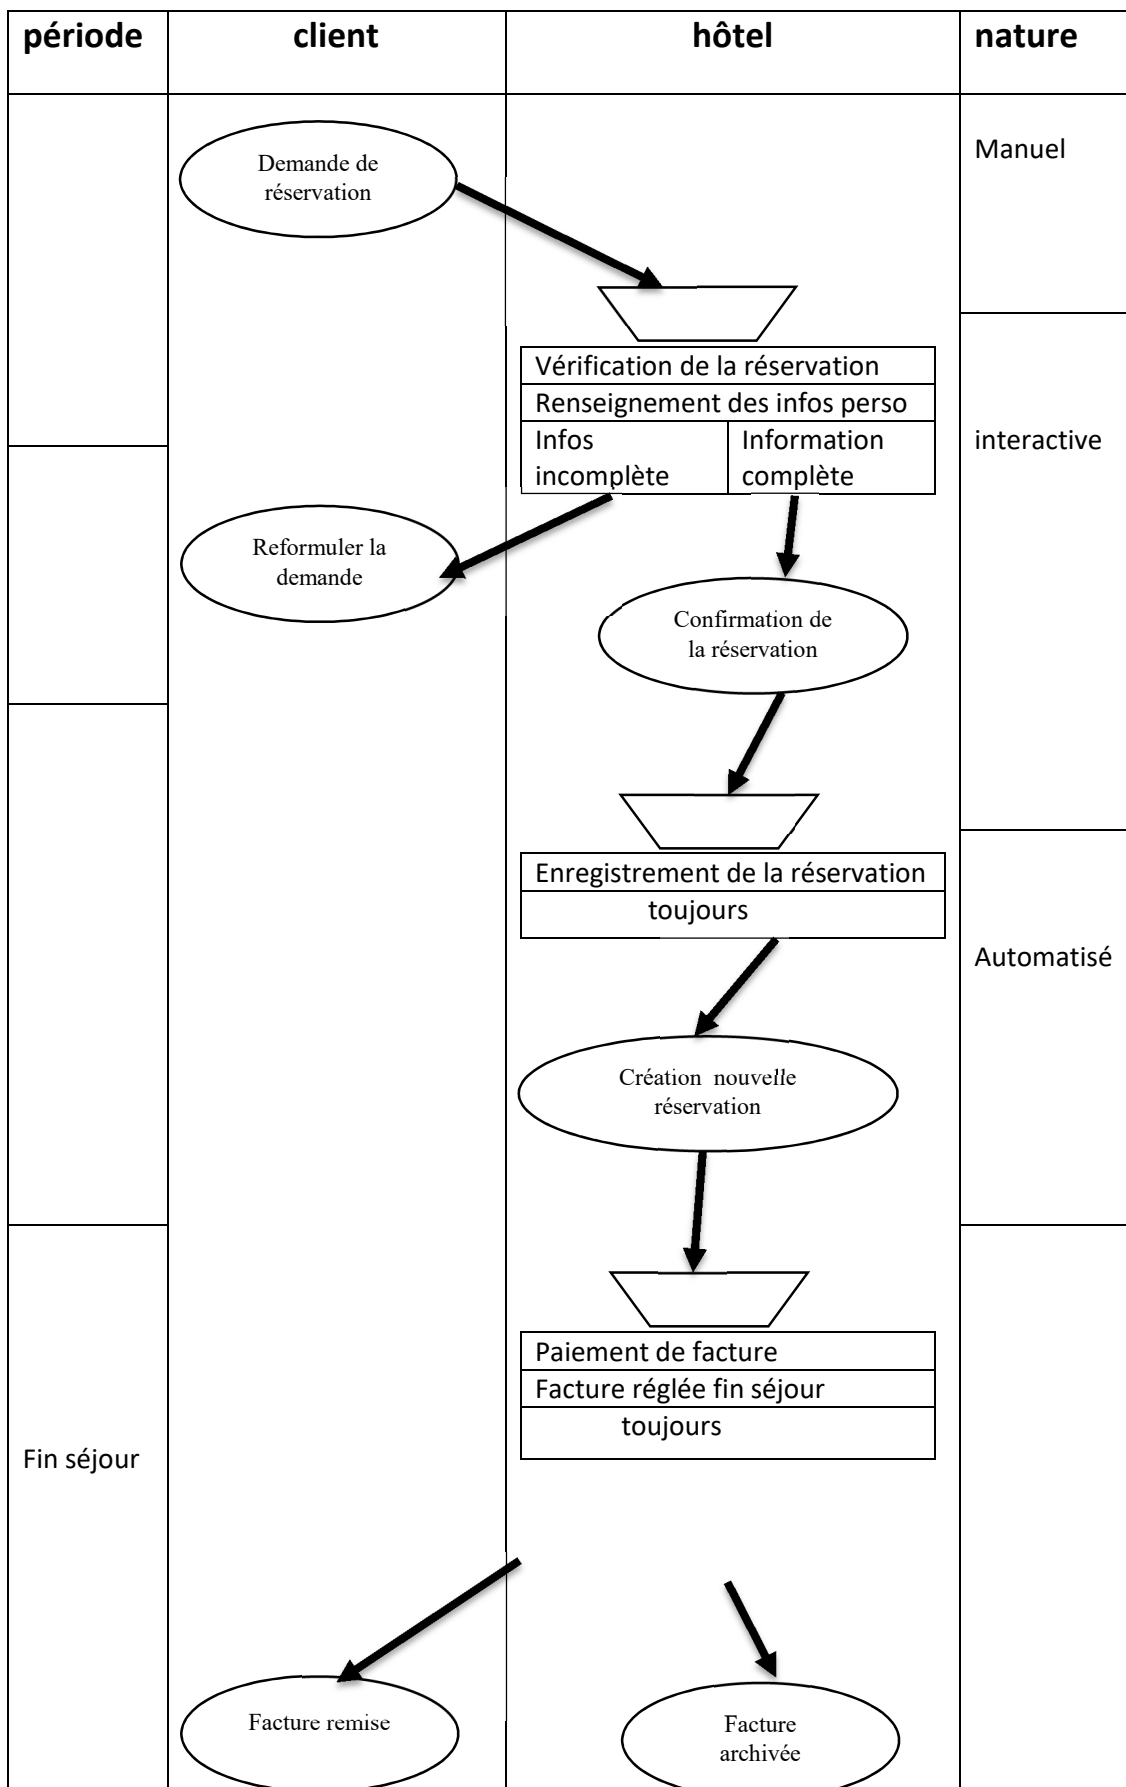 période
client
hôtel
nature
Demande de
réservation
Manuel
Vérification de la réservation
Renseignement des infos perso
Infos
incomplète
Information
complète
interactive
Reformuler la
demande
Confirmation de
la réservation
Enregistrement de la réservation
toujours
Automatisé
Création nouvelle
réservation
Paiement de facture
Facture réglée fin séjour
toujours
Fin séjour
Facture remise
Facture
archivée